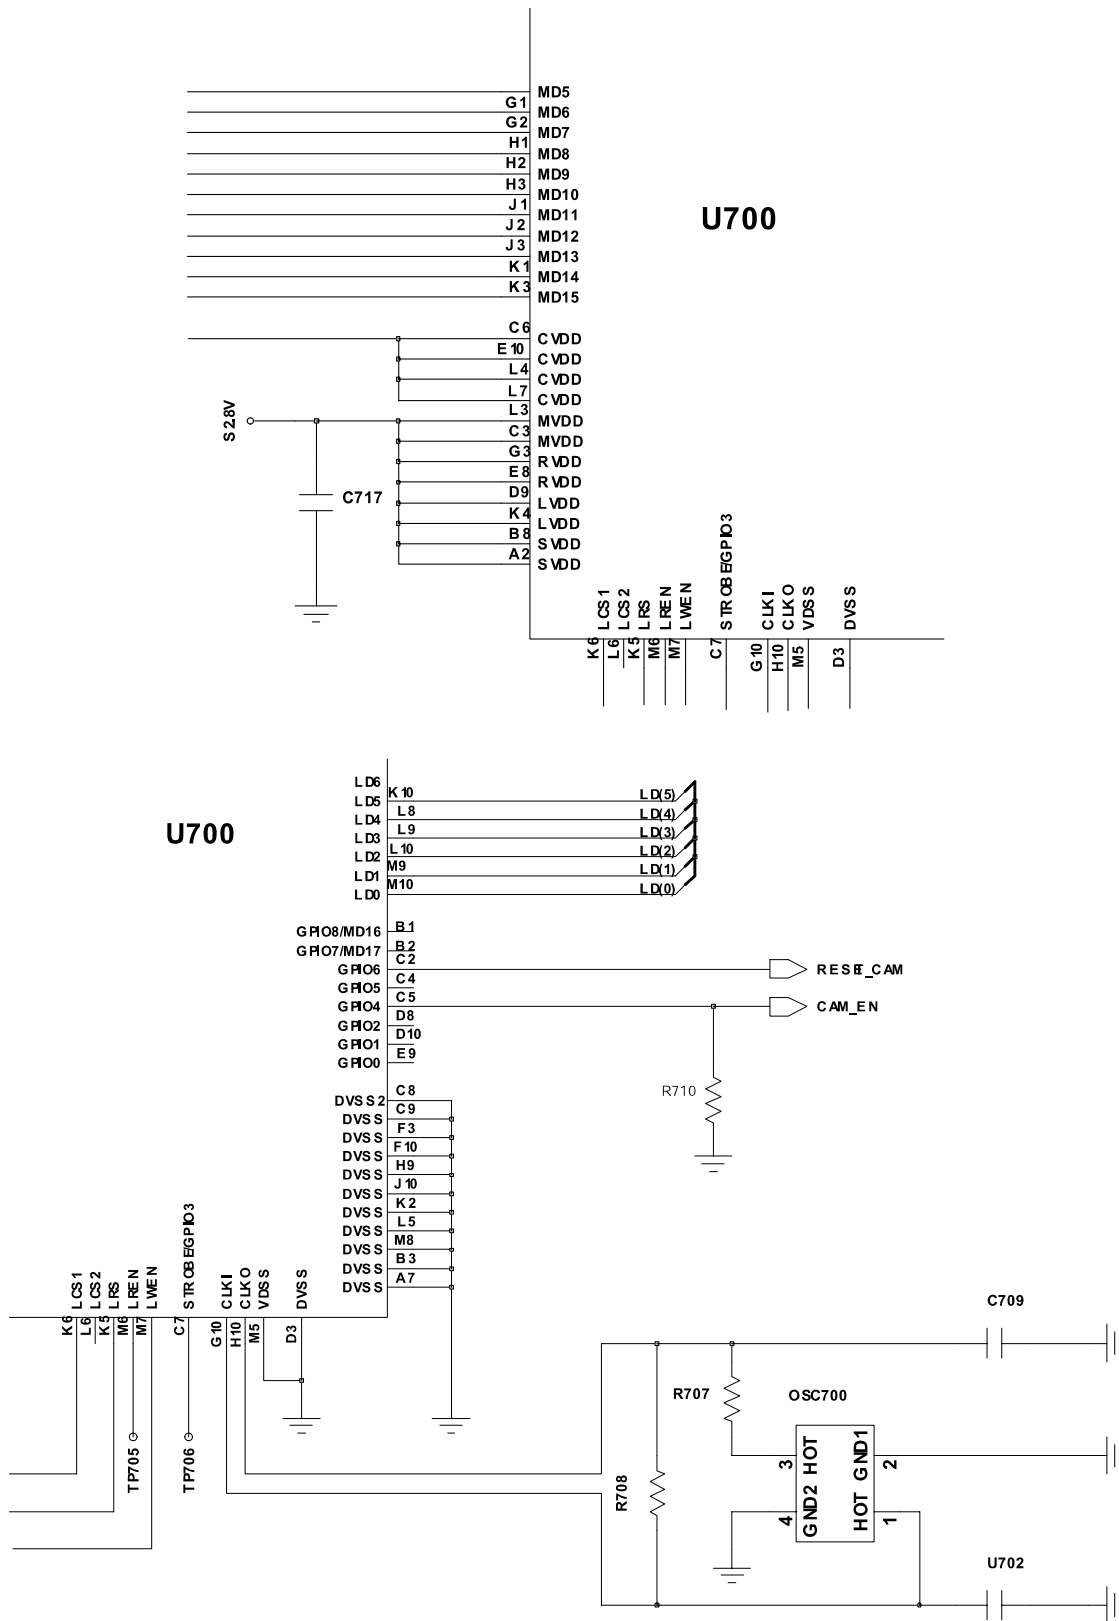 MD5
G1 MD6
G2 MD7
H1 MD8
H2 MD9
H3 MD10
J1 MD11
J2 MD12
J3 MD13
K1 MD14
K3 MD15
U700
C6 CVDD
E10 CVDD
L4 CVDD
L7 CVDD
L3 MVDD
C3 MVDD
G3 RVDD
E8 RVDD
D9 LVDD
K4 LVDD
B8 SVDD
A2 SVDD
S2.8V
C717
LCS1 K6
LCS2 L6
LRS K5
LREN M6
LWEN M7
STROBE/GPIO3 C7
CLKI G10
CLKO H10
VDSS M5
DVSS D3
U700
LD6
LD5 K10 LD(5)
LD4 L8 LD(4)
LD3 L9 LD(3)
LD2 L10 LD(2)
LD1 M9 LD(1)
LD0 M10 LD(0)
GPIO8/MD16 B1
GPIO7/MD17 B2
GPIO6 C2 RESET_CAM
GPIO5 C4
GPIO4 C5 CAM_EN
GPIO2 D8
GPIO1 D10
GPIO0 E9
R710
DVSS2 C8
DVSS C9
DVSS F3
DVSS F10
DVSS H9
DVSS J10
DVSS K2
DVSS L5
DVSS M8
DVSS B3
DVSS A7
LCS1 K6
LCS2 L6
LRS K5
LREN M6
LWEN M7
STROBE/GPIO3 C7
CLKI G10
CLKO H10
VDSS M5
DVSS D3
TP705
TP706
C709
R707
OSC700
R708
3 HOT GND1 2
4 GND2 HOT 1
U702